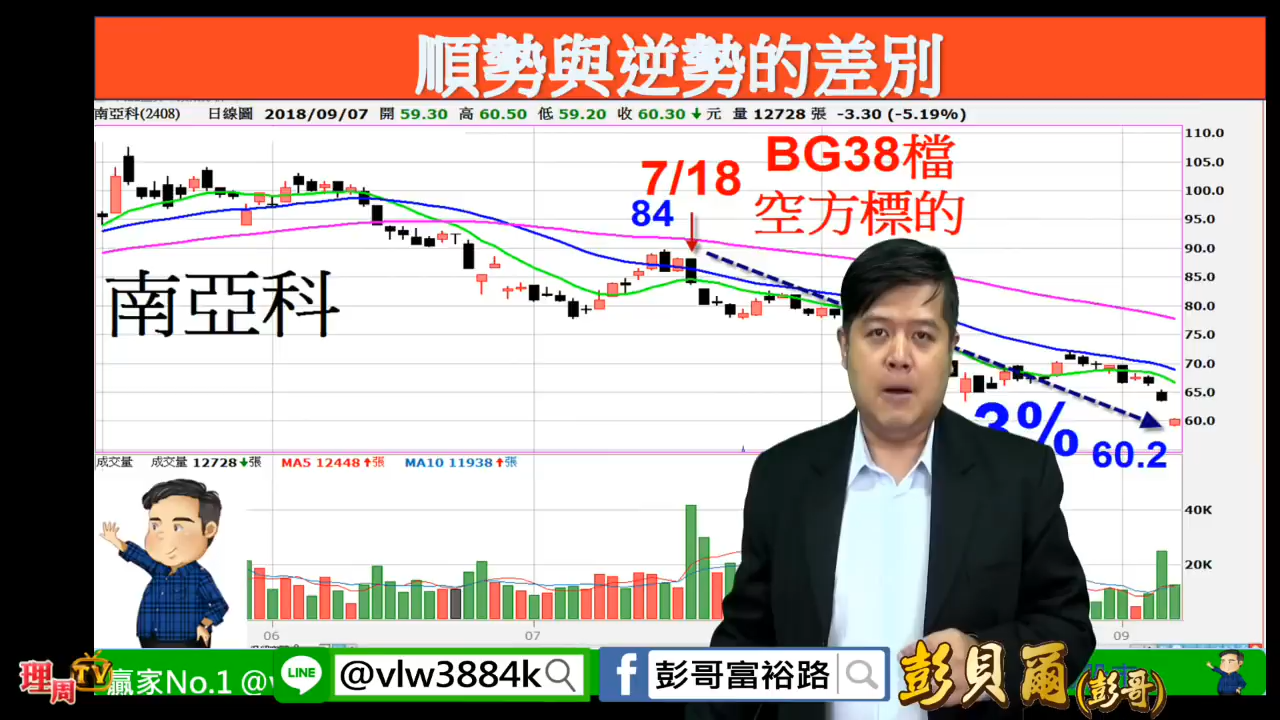 順勢與逆勢的差別
南亞科(2408) 日線圖 2018/09/07 開 59.30 高 60.50 低 59.20 收 60.30 元 量 12728 張 -3.30 (-5.19%)
BG38檔
空方標的
7/18
84
南亞科
3%
60.2
110.0
105.0
100.0
95.0
90.0
85.0
80.0
75.0
70.0
65.0
60.0
成交量 成交量 12728 張 MA5 12448 張 MA10 11938 張
40K
20K
06 07 09
理周TV
贏家No.1 @v
LINE
@vlw3884k
f 彭哥富裕路
彭貝爾(彭哥)